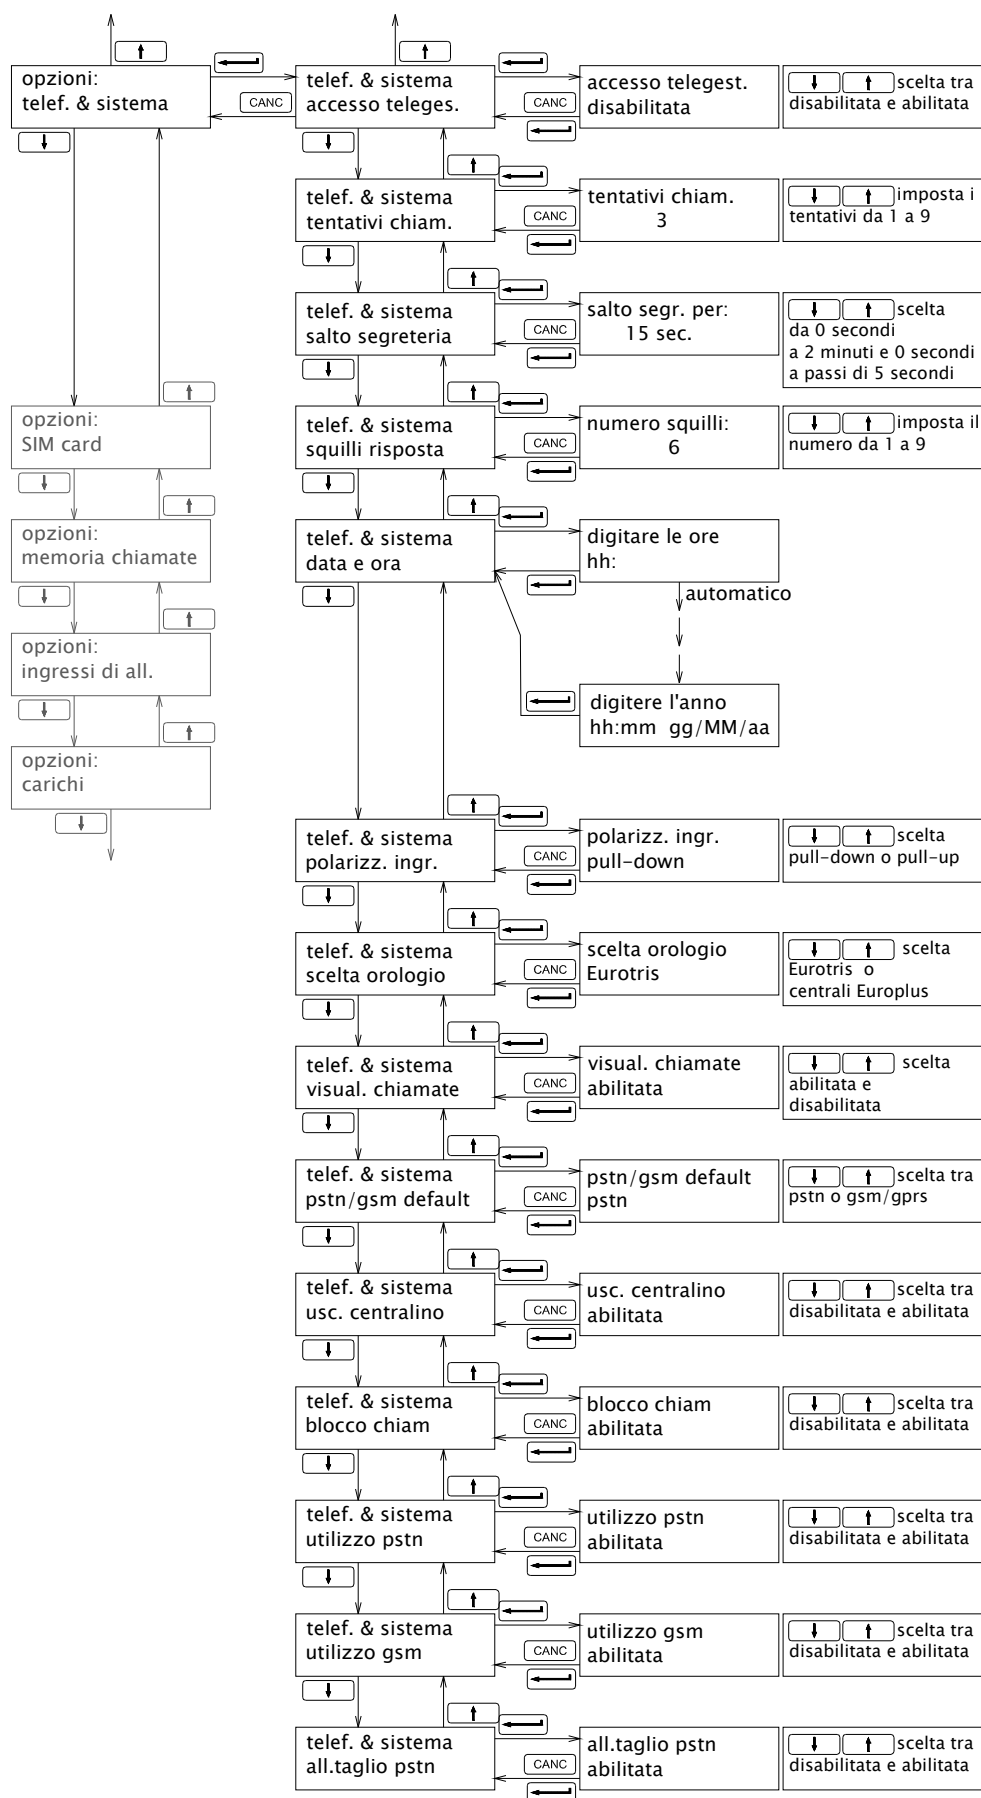 opzioni:
telef. & sistema
CANC
telef. & sistema
accesso teleges.
CANC
accesso telegest.
disabilitata
scelta tra
disabilitata e abilitata
telef. & sistema
tentativi chiam.
CANC
tentativi chiam.
3
imposta i
tentativi da 1 a 9
telef. & sistema
salto segreteria
CANC
salto segr. per:
15 sec.
scelta
da 0 secondi
a 2 minuti e 0 secondi
a passi di 5 secondi
opzioni:
SIM card
telef. & sistema
squilli risposta
CANC
numero squilli:
6
imposta il
numero da 1 a 9
opzioni:
memoria chiamate
telef. & sistema
data e ora
digitare le ore
hh:
automatico
opzioni:
ingressi di all.
digitere l'anno
hh:mm gg/MM/aa
opzioni:
carichi
telef. & sistema
polarizz. ingr.
CANC
polarizz. ingr.
pull-down
scelta
pull-down o pull-up
telef. & sistema
scelta orologio
CANC
scelta orologio
Eurotris
scelta
Eurotris o
centrali Europlus
telef. & sistema
visual. chiamate
CANC
visual. chiamate
abilitata
scelta
abilitata e
disabilitata
telef. & sistema
pstn/gsm default
CANC
pstn/gsm default
pstn
scelta tra
pstn o gsm/gprs
telef. & sistema
usc. centralino
CANC
usc. centralino
abilitata
scelta tra
disabilitata e abilitata
telef. & sistema
blocco chiam
CANC
blocco chiam
abilitata
scelta tra
disabilitata e abilitata
telef. & sistema
utilizzo pstn
CANC
utilizzo pstn
abilitata
scelta tra
disabilitata e abilitata
telef. & sistema
utilizzo gsm
CANC
utilizzo gsm
abilitata
scelta tra
disabilitata e abilitata
telef. & sistema
all.taglio pstn
CANC
all.taglio pstn
abilitata
scelta tra
disabilitata e abilitata